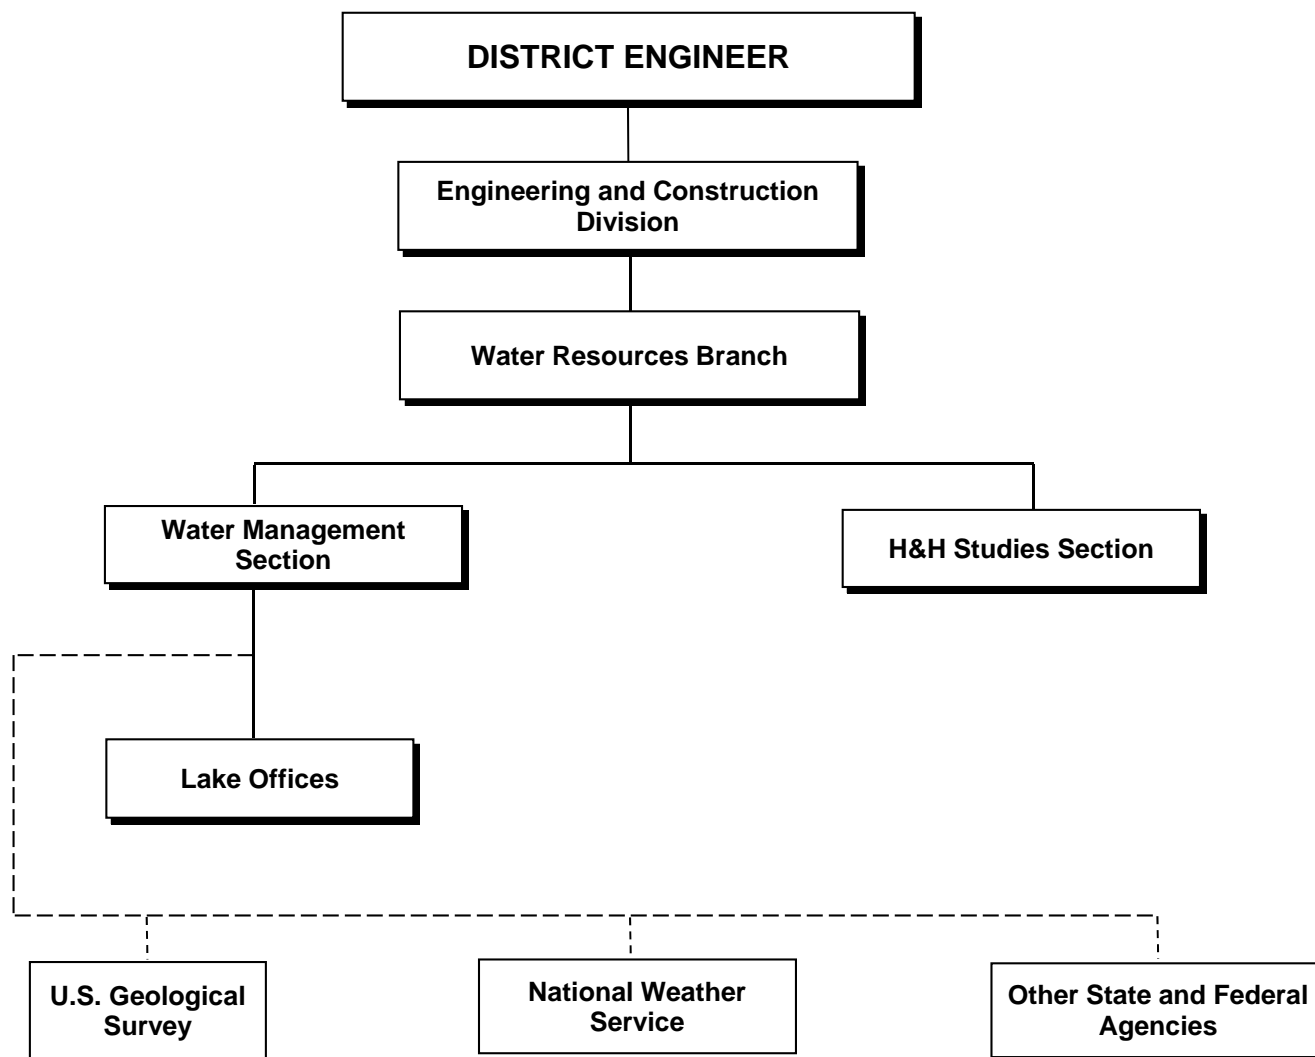 DISTRICT ENGINEER
Engineering and Construction
Division
Water Resources Branch
Water Management
Section
H&H Studies Section
Lake Offices
U.S. Geological
Survey
National Weather
Service
Other State and Federal
Agencies